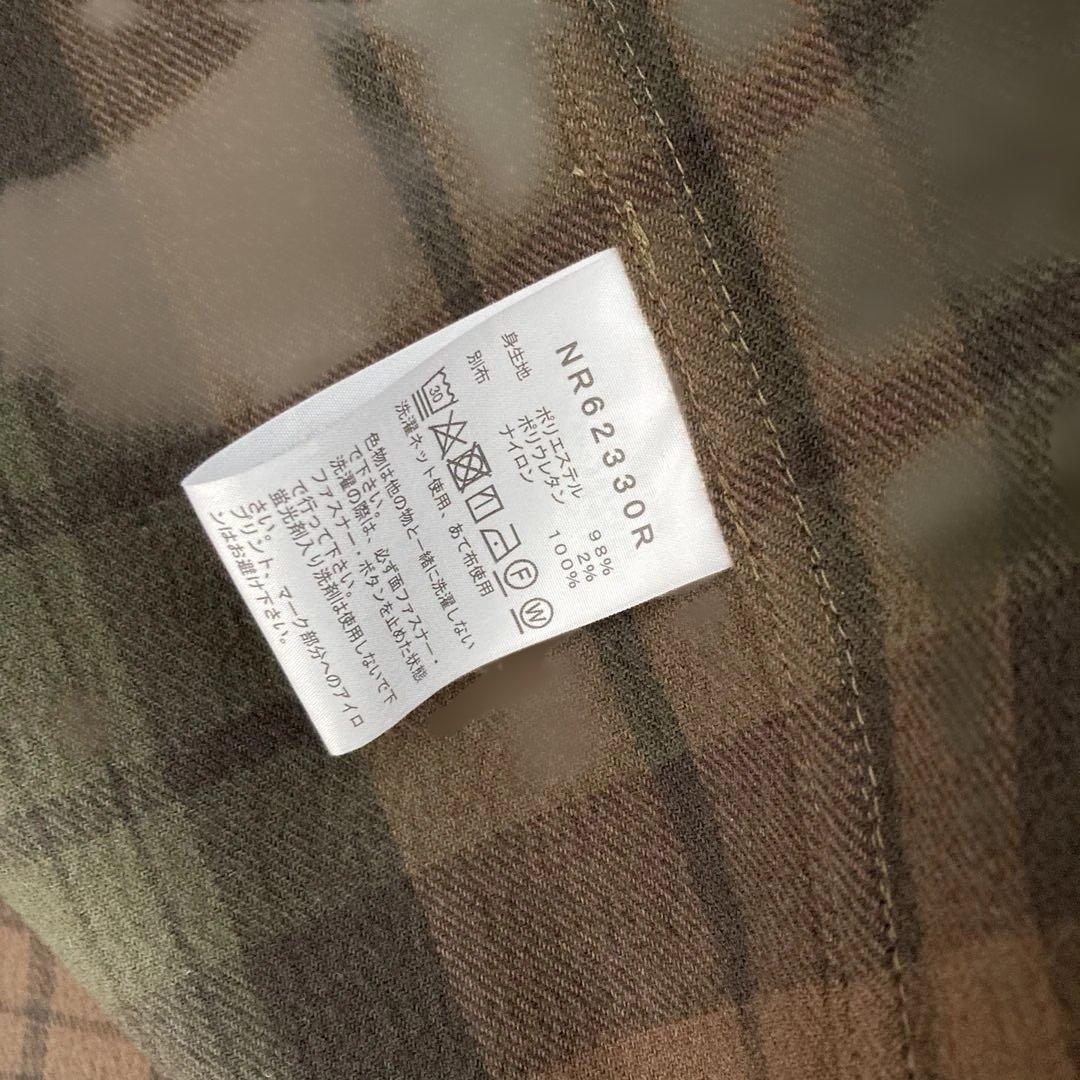 NR62330R
身生地 ポリエステル 98%
ポリウレタン 2%
別布 ナイロン 100%
30
F
W
洗濯ネット使用、あて布使用
色物は他の物と一緒に洗濯しない
で下さい。
洗濯の際は、必ず面ファスナー・
ファスナー・ボタンを止めた状態
で行って下さい。
蛍光剤入り洗剤は使用しないで下
さい。
プリント・マーク部分へのアイロ
ンはお避け下さい。